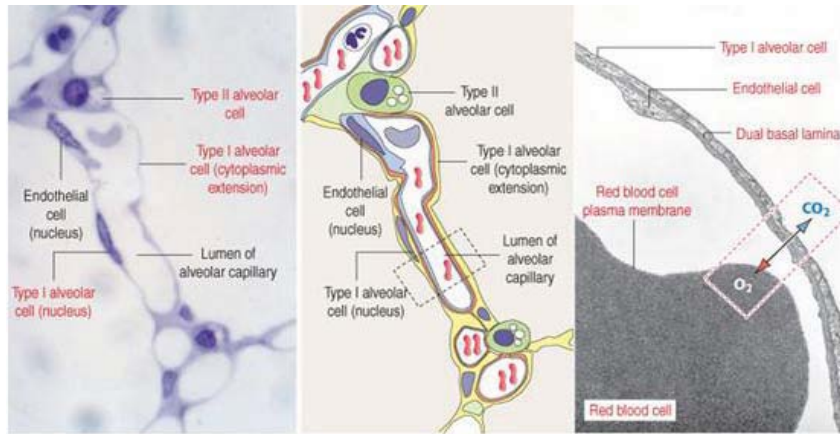 Type II alveolar
cell
Type I alveolar
cell (cytoplasmic
extension)
Endothelial
cell
(nucleus)
Lumen of
alveolar capillary
Type I alveolar
cell (nucleus)
Type II
alveolar cell
Type I alveolar
cell (cytoplasmic
extension)
Endothelial
cell
(nucleus)
Lumen of
alveolar
capillary
Type I alveolar
cell (nucleus)
Type I alveolar cell
Endothelial cell
Dual basal lamina
Red blood cell
plasma membrane
CO₂
O₂
Red blood cell